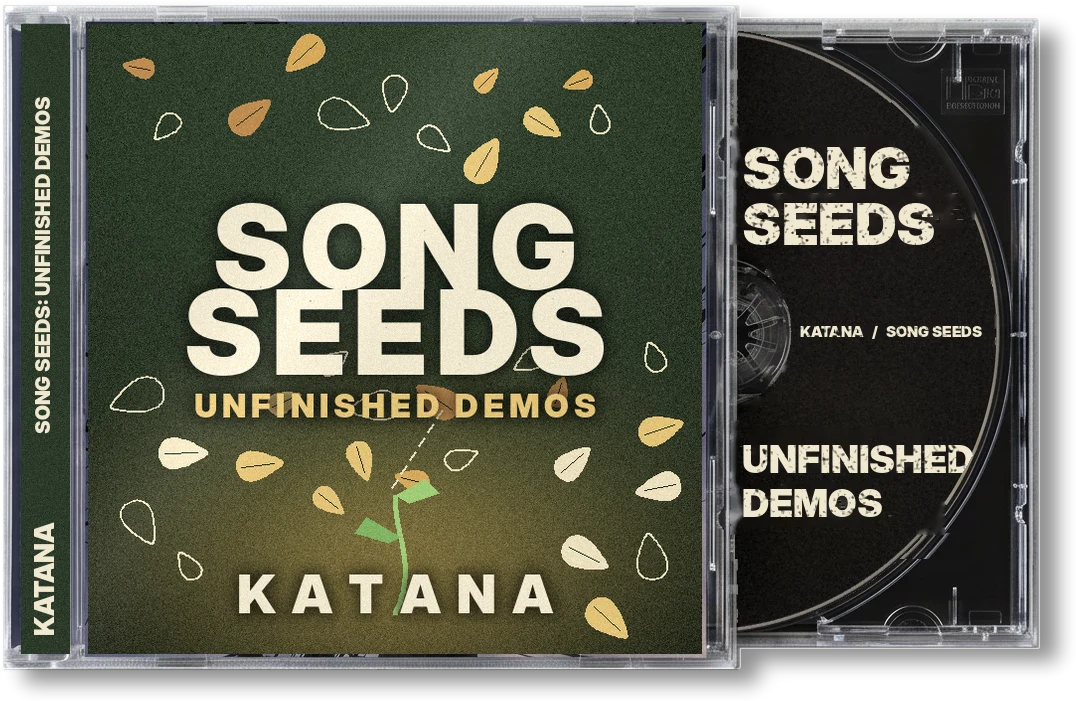 SONG SEEDS: UNFINISHED DEMOS
KATANA
SONG
SEEDS
UNFINISHED DEMOS
KATANA
SONG
SEEDS
KATANA / SONG SEEDS
UNFINISHED
DEMOS